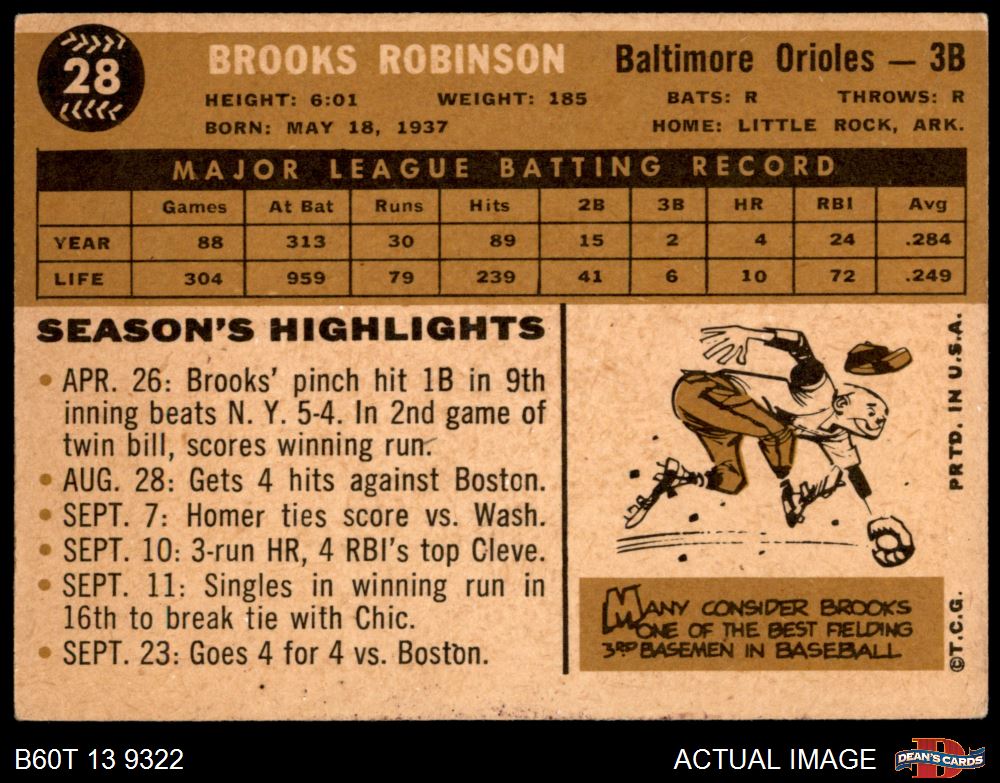 28
BROOKS ROBINSON
Baltimore Orioles — 3B
HEIGHT: 6:01 WEIGHT: 185 BATS: R THROWS: R
BORN: MAY 18, 1937 HOME: LITTLE ROCK, ARK.
MAJOR LEAGUE BATTING RECORD
Games At Bat Runs Hits 2B 3B HR RBI Avg
YEAR 88 313 30 89 15 2 4 24 .284
LIFE 304 959 79 239 41 6 10 72 .249
SEASON'S HIGHLIGHTS
• APR. 26: Brooks' pinch hit 1B in 9th
inning beats N. Y. 5-4. In 2nd game of
twin bill, scores winning run.
• AUG. 28: Gets 4 hits against Boston.
• SEPT. 7: Homer ties score vs. Wash.
• SEPT. 10: 3-run HR, 4 RBI's top Cleve.
• SEPT. 11: Singles in winning run in
16th to break tie with Chic.
• SEPT. 23: Goes 4 for 4 vs. Boston.
MANY CONSIDER BROOKS
ONE OF THE BEST FIELDING
3RD BASEMEN IN BASEBALL
©T.C.G. PRTD. IN U.S.A.
B60T 13 9322
ACTUAL IMAGE
D
DEAN'S CARDS